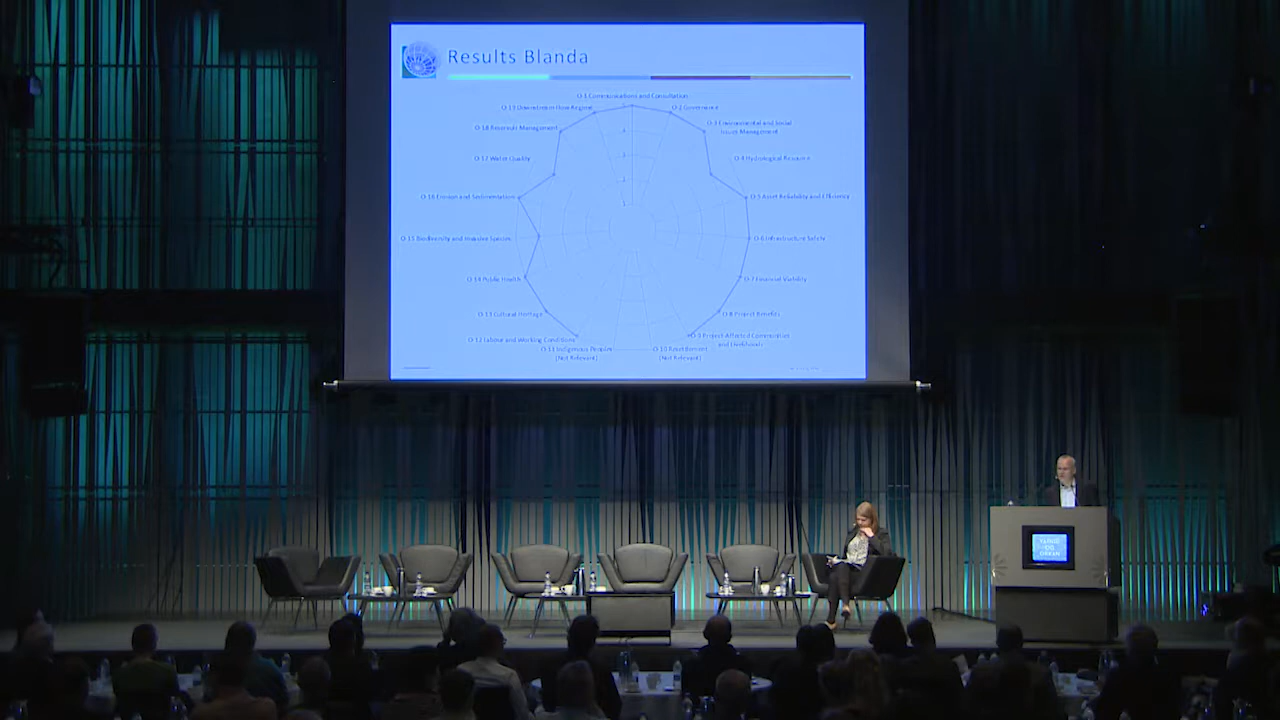 Results Blanda
O-1 Communications and Consultation
O-19 Downstream Flow Regime
O-2 Governance
O-3 Environmental and Social
Issues Management
O-18 Reservoir Management
O-4 Hydrological Resource
O-17 Water Quality
O-16 Erosion and Sedimentation
O-5 Asset Reliability and Efficiency
O-15 Biodiversity and Invasive Species
O-6 Infrastructure Safety
O-14 Public Health
O-7 Financial Viability
O-13 Cultural Heritage
O-8 Project Benefits
O-12 Labour and Working Conditions
O-9 Project-Affected Communities
and Livelihoods
O-11 Indigenous Peoples
(Not Relevant)
O-10 Resettlement
(Not Relevant)